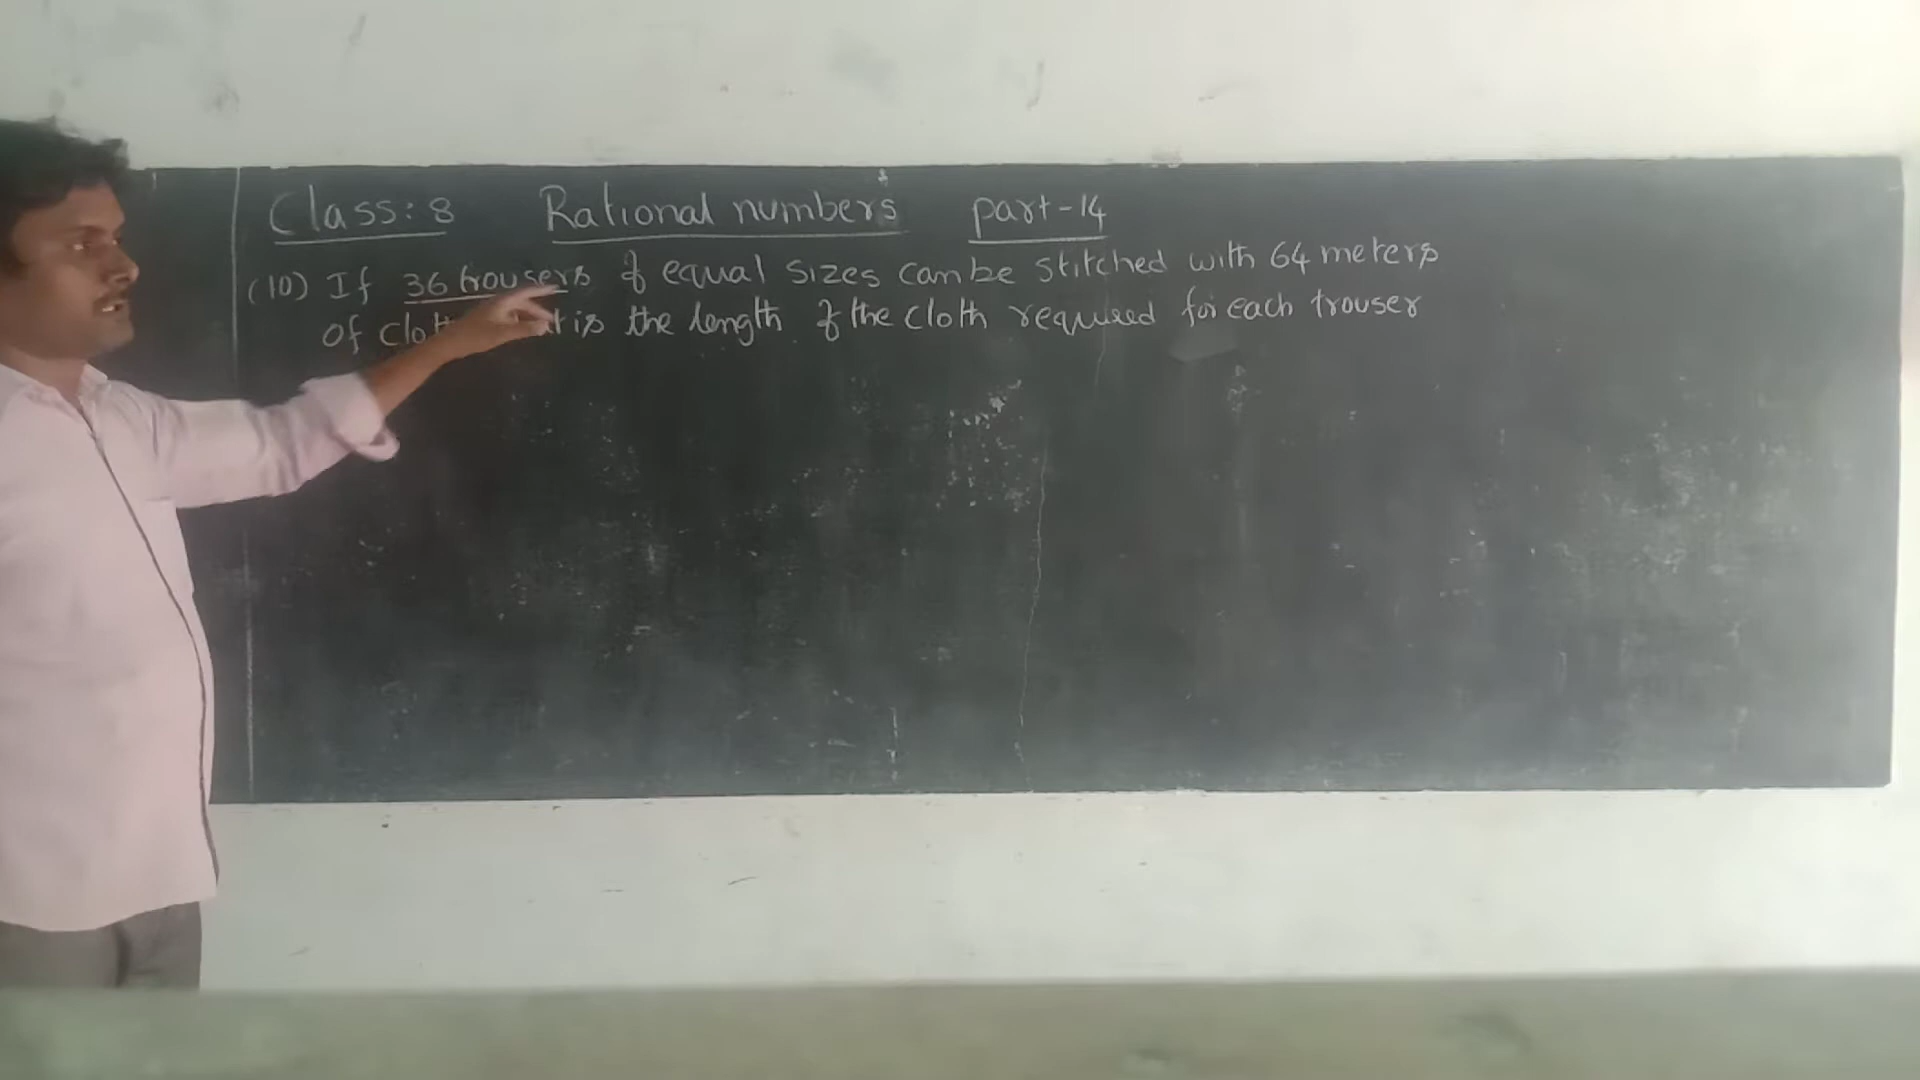 Class: 8 Rational numbers part-14
(10) If 36 trousers of equal sizes can be stitched with 64 meters
of is the length of the cloth required for each trouser